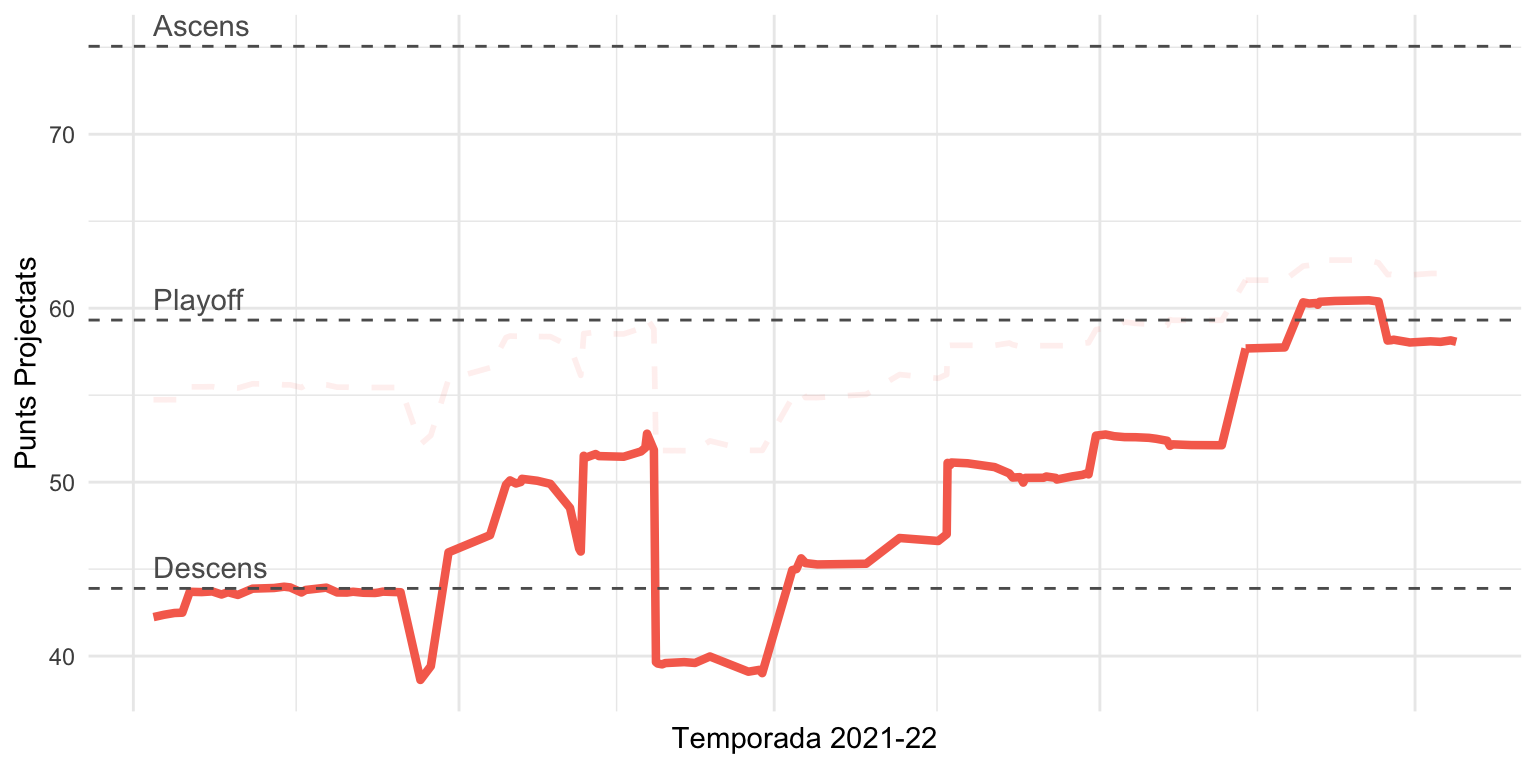 Ascens
70
Playoff
60
50
Descens
40
Punts Projectats
Temporada 2021-22